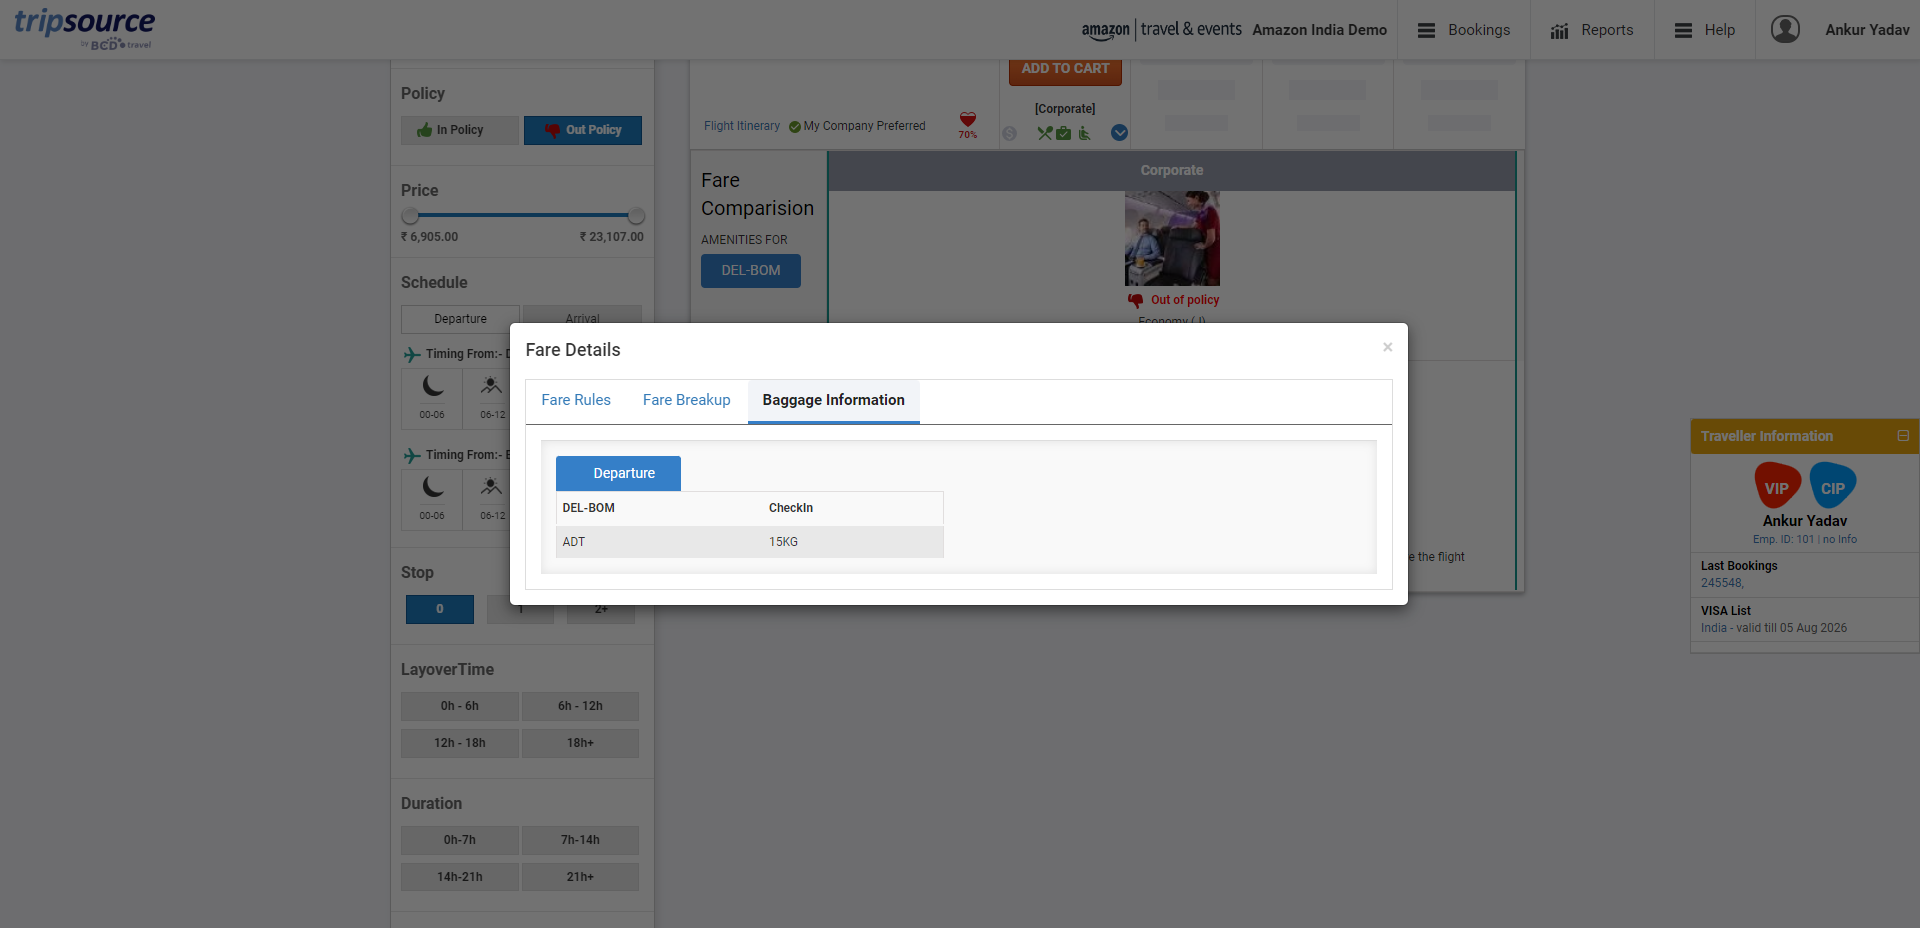 tripsource
by BCD travel
amazon travel & events Amazon India Demo
Bookings
Reports
Help
Ankur Yadav
Policy
In Policy
Out Policy
Price
₹ 6,905.00
₹ 23,107.00
Schedule
Departure
Arrival
Timing From:-
00-06
06-12
Timing From:-
00-06
06-12
Stop
0
1
2+
LayoverTime
0h - 6h
6h - 12h
12h - 18h
18h+
Duration
0h-7h
7h-14h
14h-21h
21h+
ADD TO CART
[Corporate]
Flight Itinerary
My Company Preferred
70%
Fare
Comparision
AMENITIES FOR
DEL-BOM
Corporate
Out of policy
Economy ( J)
e the flight
Fare Details
×
Fare Rules
Fare Breakup
Baggage Information
Departure
DEL-BOM CheckIn
ADT 15KG
Traveller Information
VIP
CIP
Ankur Yadav
Emp. ID: 101 | no Info
Last Bookings
245548,
VISA List
India - valid till 05 Aug 2026